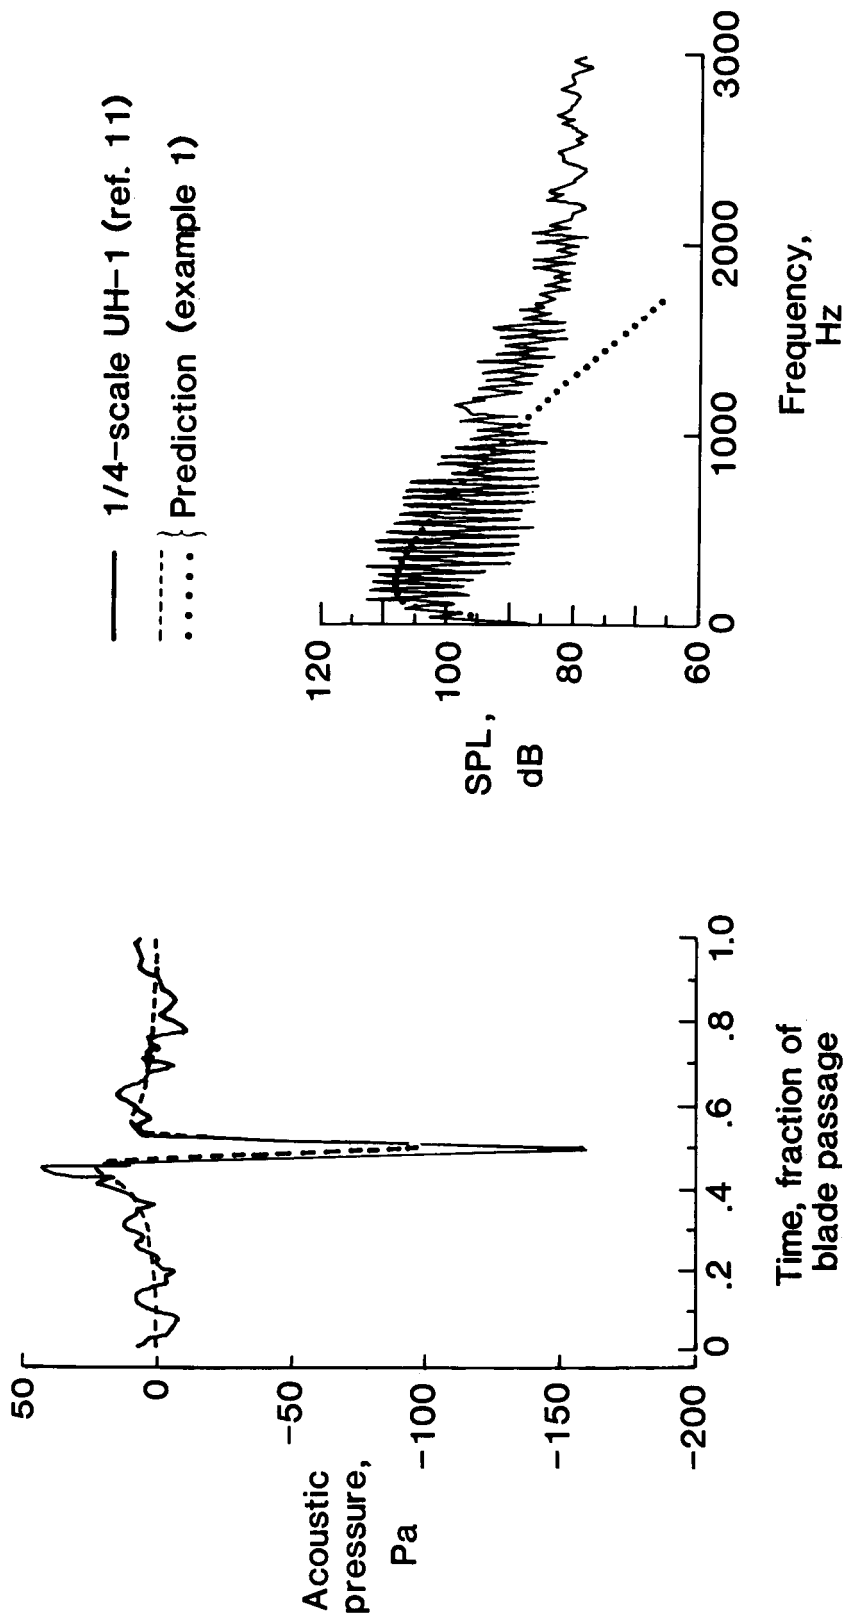 1/4-scale UH-1 (ref. 11)
Prediction (example 1)
50
0
-50
-100
-150
-200
Acoustic
pressure,
Pa
0
.2
.4
.6
.8
1.0
Time, fraction of
blade passage
120
100
80
60
SPL,
dB
0
1000
2000
3000
Frequency,
Hz